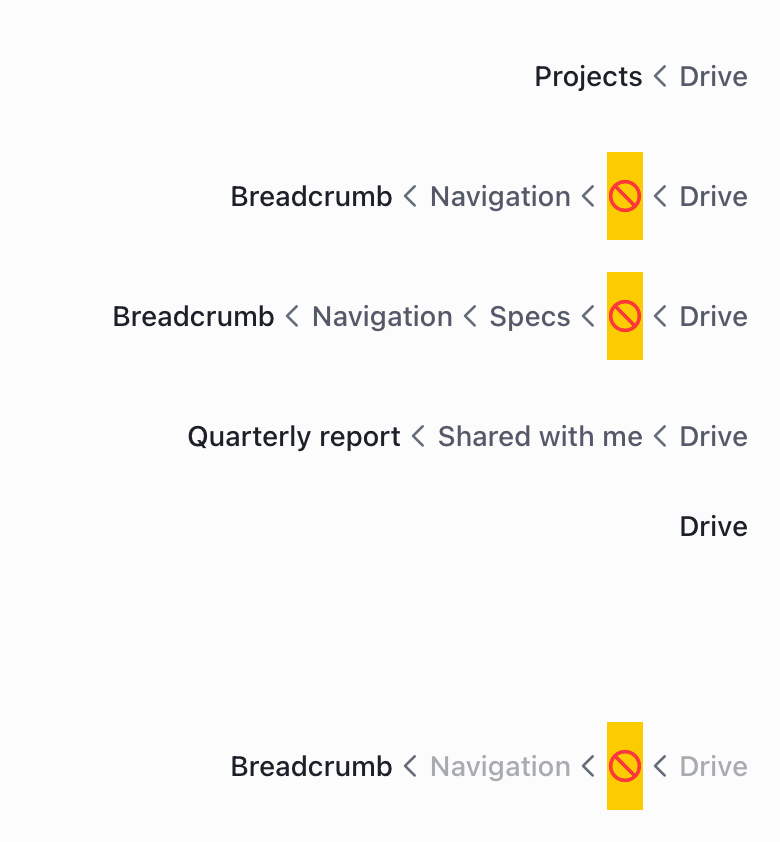 Projects < Drive
Breadcrumb < Navigation < 🚫 < Drive
Breadcrumb < Navigation < Specs < 🚫 < Drive
Quarterly report < Shared with me < Drive
Drive
Breadcrumb < Navigation < 🚫 < Drive